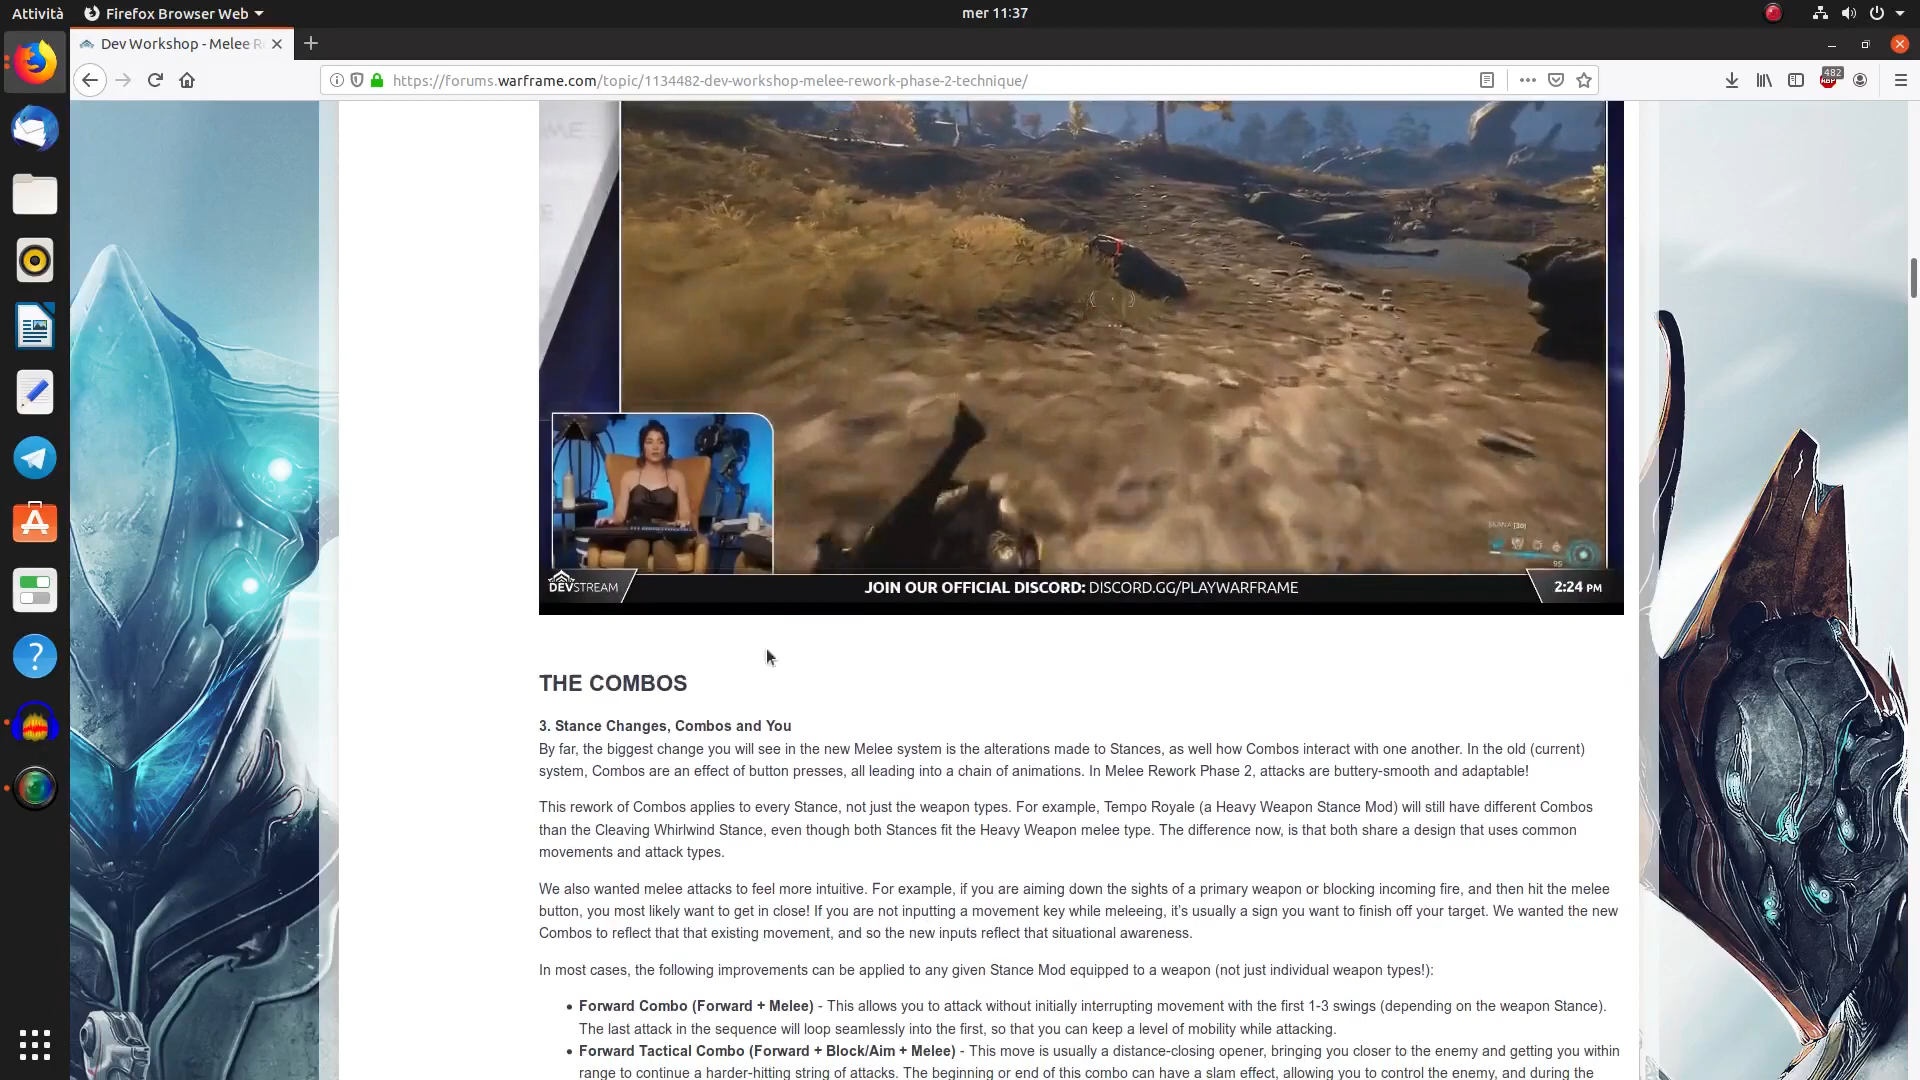 Attività
Firefox Browser Web
mer 11:37
Dev Workshop - Melee R
https://forums.warframe.com/topic/1134482-dev-workshop-melee-rework-phase-2-technique/
482
ABP
95
DEVSTREAM
JOIN OUR OFFICIAL DISCORD: DISCORD.GG/PLAYWARFRAME
2:24 PM
THE COMBOS
3. Stance Changes, Combos and You
By far, the biggest change you will see in the new Melee system is the alterations made to Stances, as well how Combos interact with one another. In the old (current)
system, Combos are an effect of button presses, all leading into a chain of animations. In Melee Rework Phase 2, attacks are buttery-smooth and adaptable!
This rework of Combos applies to every Stance, not just the weapon types. For example, Tempo Royale (a Heavy Weapon Stance Mod) will still have different Combos
than the Cleaving Whirlwind Stance, even though both Stances fit the Heavy Weapon melee type. The difference now, is that both share a design that uses common
movements and attack types.
We also wanted melee attacks to feel more intuitive. For example, if you are aiming down the sights of a primary weapon or blocking incoming fire, and then hit the melee
button, you most likely want to get in close! If you are not inputting a movement key while meleeing, it's usually a sign you want to finish off your target. We wanted the new
Combos to reflect that that existing movement, and so the new inputs reflect that situational awareness.
In most cases, the following improvements can be applied to any given Stance Mod equipped to a weapon (not just individual weapon types!):
• Forward Combo (Forward + Melee) - This allows you to attack without initially interrupting movement with the first 1-3 swings (depending on the weapon Stance).
The last attack in the sequence will loop seamlessly into the first, so that you can keep a level of mobility while attacking.
• Forward Tactical Combo (Forward + Block/Aim + Melee) - This move is usually a distance-closing opener, bringing you closer to the enemy and getting you within
range to continue a harder-hitting string of attacks. The beginning or end of this combo can have a slam effect, allowing you to control the enemy, and during the